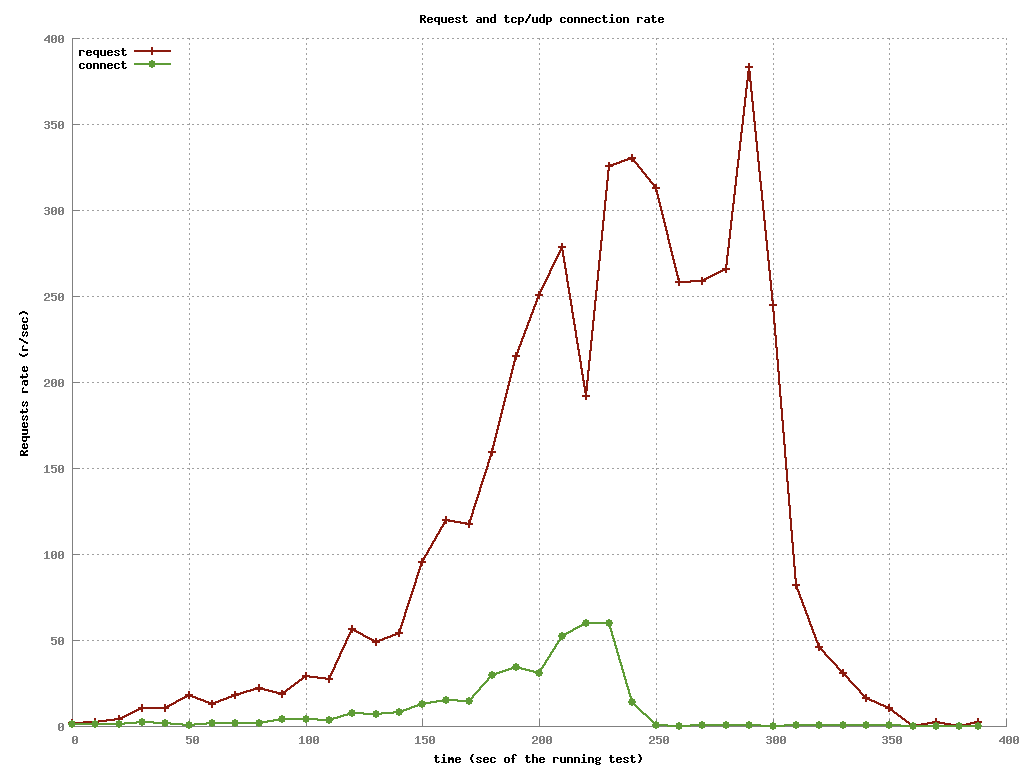 Request and tcp/udp connection rate
request
connect
400
350
300
250
200
150
100
50
0
Requests rate (r/sec)
0 50 100 150 200 250 300 350 400
time (sec of the running test)